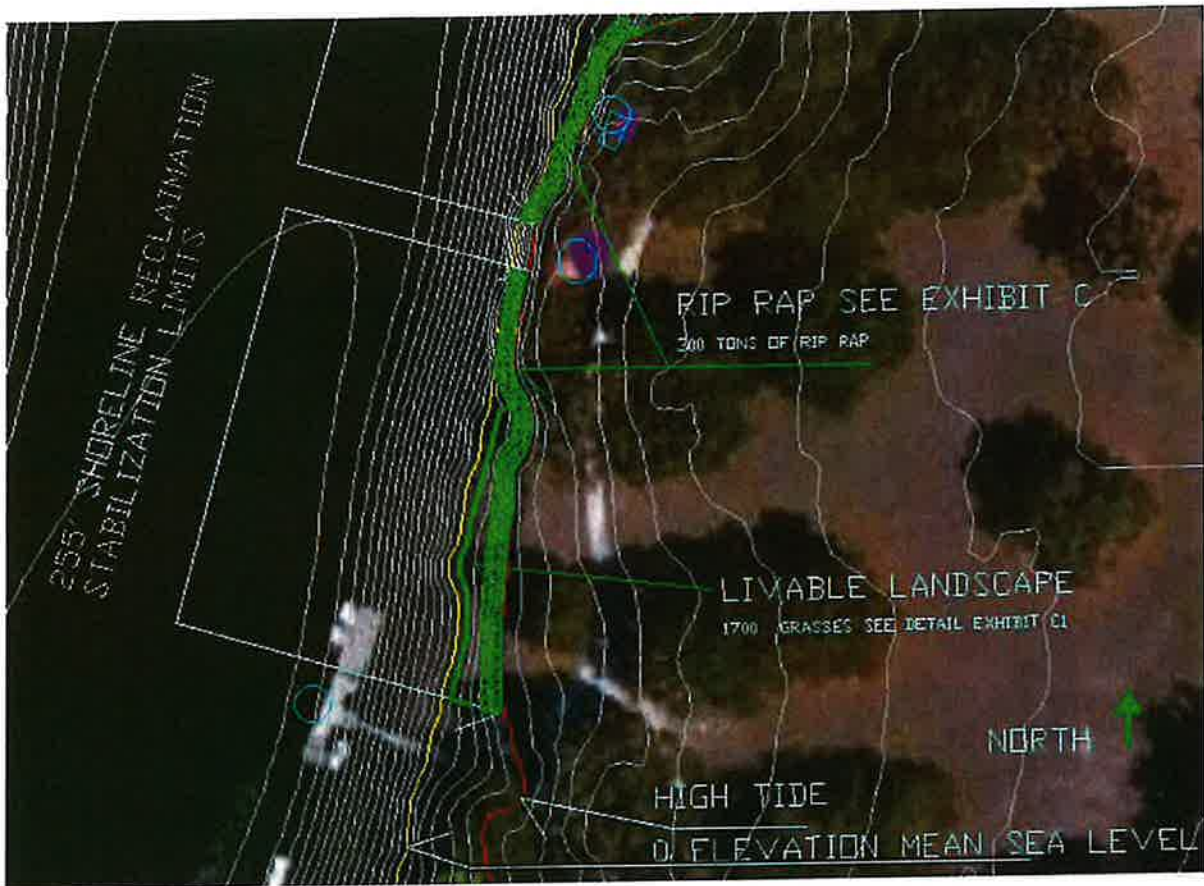 255' SHORELINE RECLAIMATION
STABILIZATION LIMITS
RIP RAP SEE EXHIBIT C
300 TONS OF RIP RAP
LIVABLE LANDSCAPE
1700 GRASSES SEE DETAIL EXHIBIT C1
NORTH
HIGH TIDE
0 ELEVATION MEAN SEA LEVEL